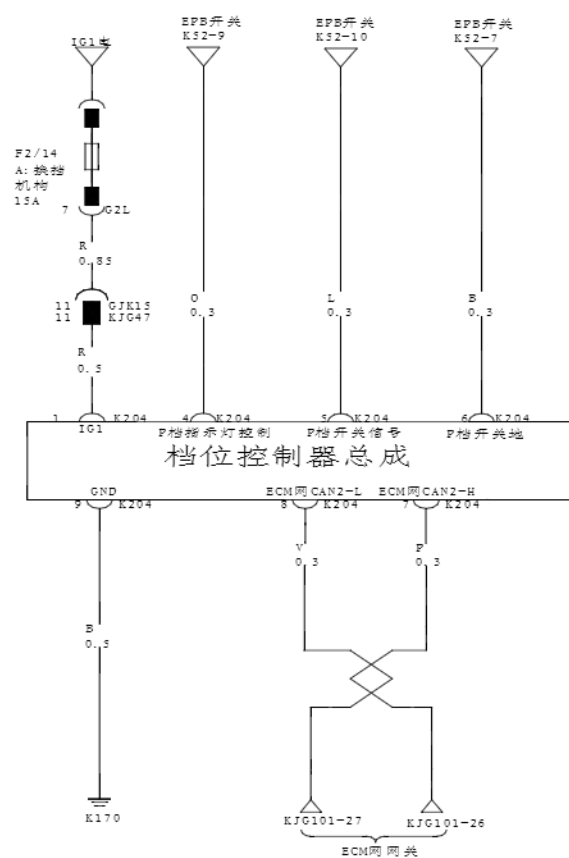 IG1电
EPB开关
K52-9
EPB开关
K52-10
EPB开关
K52-7
F2/14
A:换挡
机构
15A
7 G2L
R
0.85
11 GJK15
11 KJG47
R
0.5
O
0.3
L
0.3
B
0.3
1 K204
4 K204
5 K204
6 K204
IG1
P档指示灯控制
P档开关信号
P档开关地
档位控制器总成
GND
ECM网CAN2-L
ECM网CAN2-H
9 K204
8 K204
7 K204
V
0.3
P
0.3
B
0.5
K170
KJG101-27
KJG101-26
ECM网网关